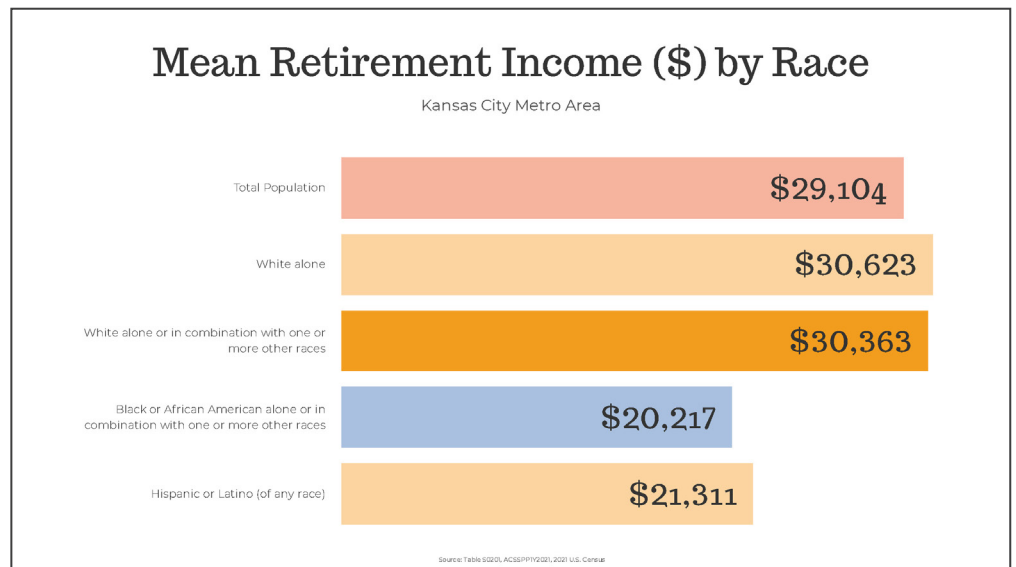 Mean Retirement Income ($) by Race
Kansas City Metro Area
Total Population
$29,104
White alone
$30,623
White alone or in combination with one or
more other races
$30,363
Black or African American alone or in
combination with one or more other races
$20,217
Hispanic or Latino (of any race)
$21,311
Source: Table S0201, ACSSPP1Y2021, 2021 U.S. Census